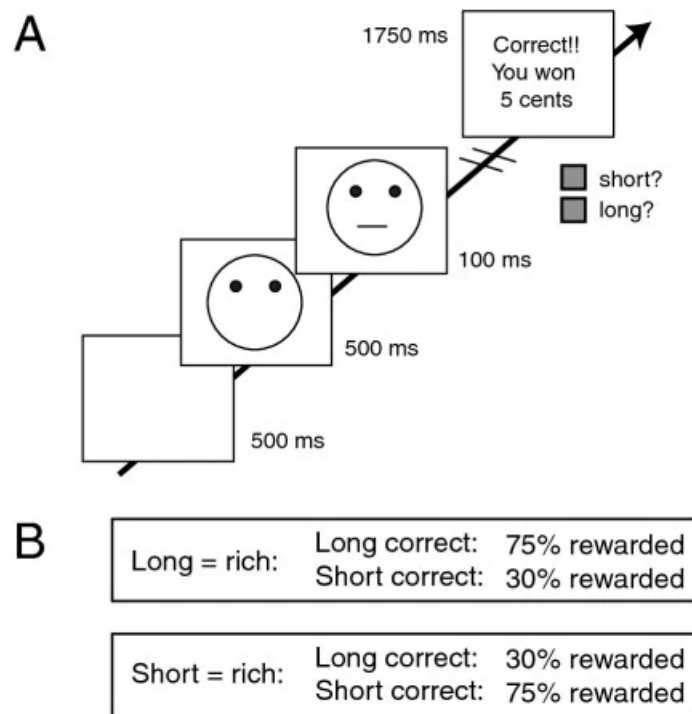 A
1750 ms
Correct!!
You won
5 cents
short?
long?
100 ms
500 ms
500 ms
B
Long = rich:
Long correct: 75% rewarded
Short correct: 30% rewarded
Short = rich:
Long correct: 30% rewarded
Short correct: 75% rewarded